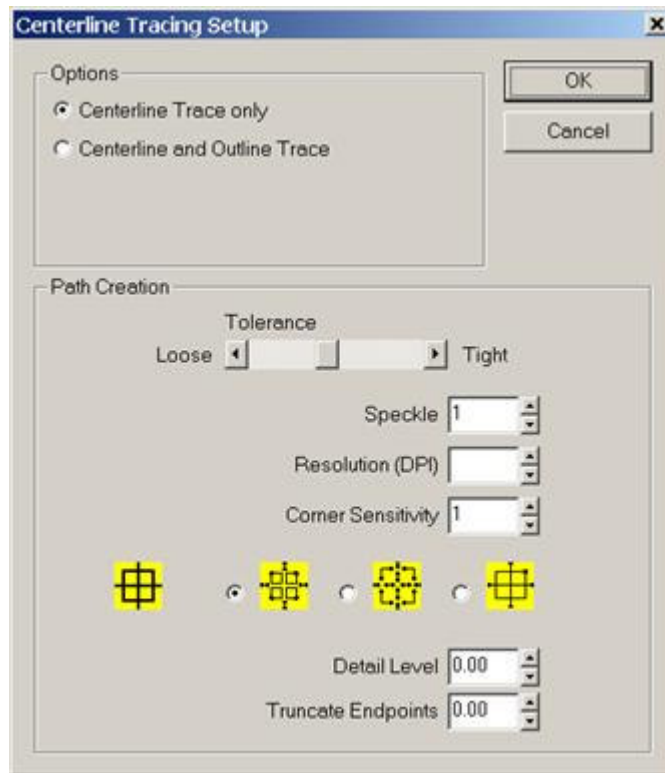 Centerline Tracing Setup
Options
Centerline Trace only
Centerline and Outline Trace
OK
Cancel
Path Creation
Tolerance
Loose
Tight
Speckle 1
Resolution (DPI)
Corner Sensitivity 1
Detail Level 0.00
Truncate Endpoints 0.00